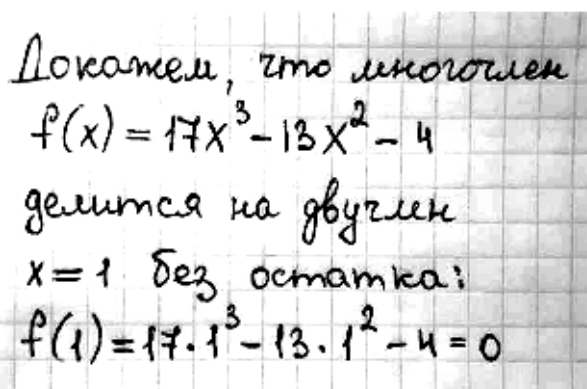 Докажем, что многочлен
f(x) = 17x³ - 13x² - 4
делится на двучлен
x = 1 без остатка:
f(1) = 17 · 1³ - 13 · 1² - 4 = 0